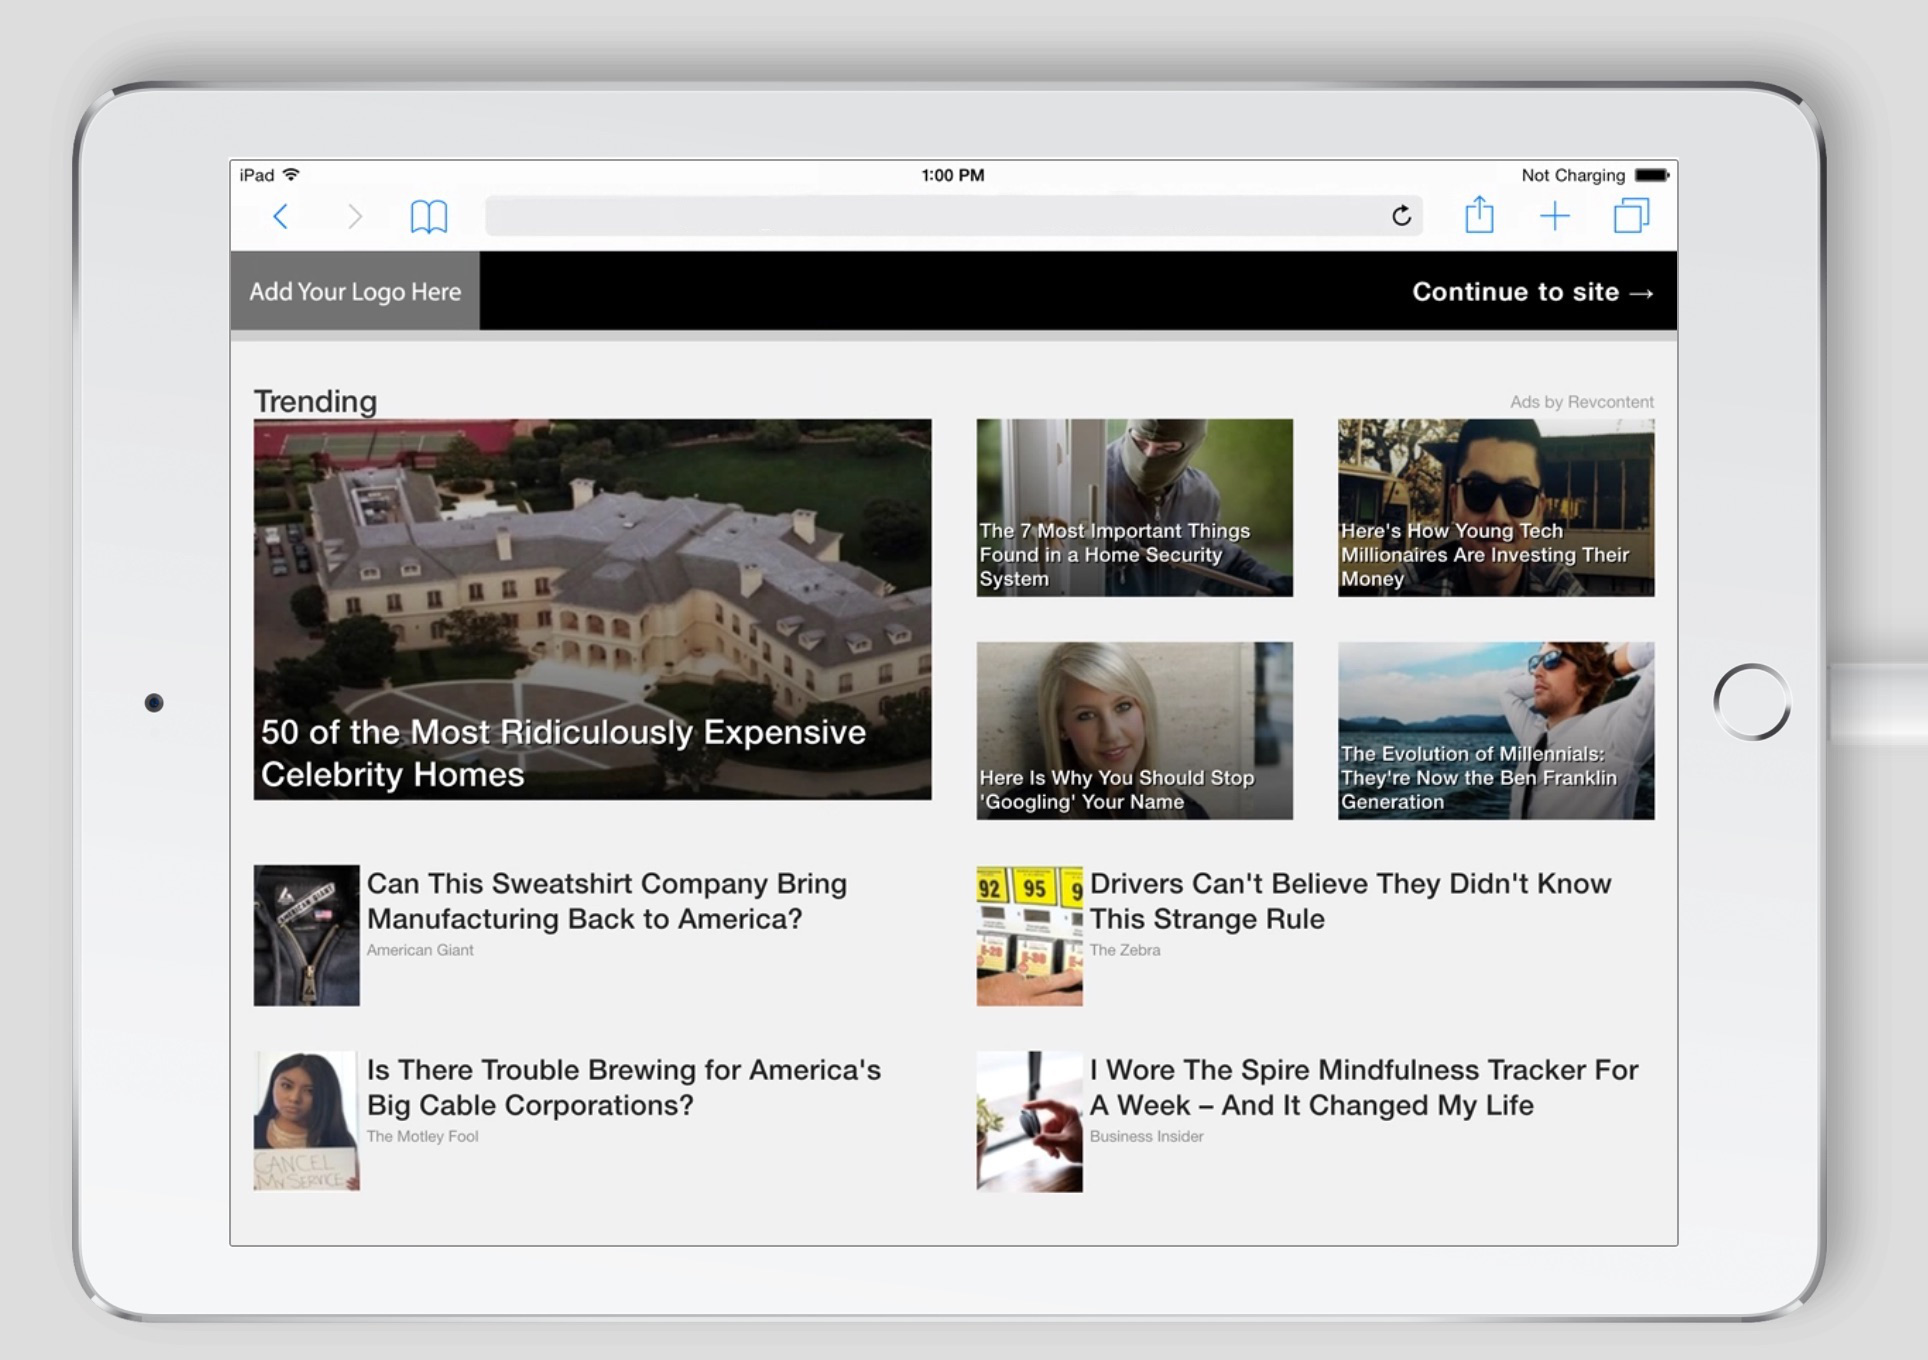 iPad
1:00 PM
Not Charging
Add Your Logo Here
Continue to site →
Trending
Ads by Revcontent
50 of the Most Ridiculously Expensive
Celebrity Homes
The 7 Most Important Things
Found in a Home Security
System
Here's How Young Tech
Millionaires Are Investing Their
Money
Here Is Why You Should Stop
'Googling' Your Name
The Evolution of Millennials:
They're Now the Ben Franklin
Generation
AMERICAN GIANT
Can This Sweatshirt Company Bring
Manufacturing Back to America?
American Giant
92 95 9
E-20 E-30 E-
Drivers Can't Believe They Didn't Know
This Strange Rule
The Zebra
CANCEL
MY SERVICE
Is There Trouble Brewing for America's
Big Cable Corporations?
The Motley Fool
I Wore The Spire Mindfulness Tracker For
A Week – And It Changed My Life
Business Insider